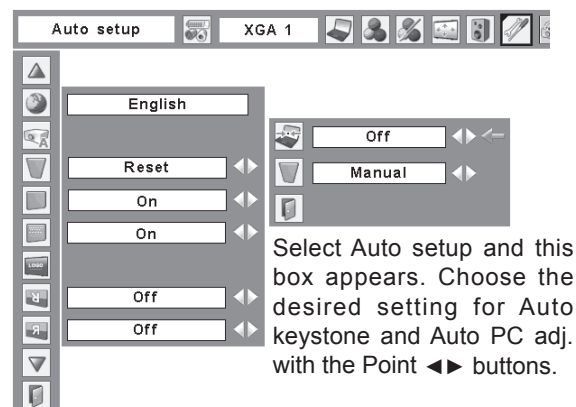 Auto setup
XGA 1
English
Reset
On
On
Off
Off
Off
Manual
LOGO
Select Auto setup and this
box appears. Choose the
desired setting for Auto
keystone and Auto PC adj.
with the Point ◄► buttons.